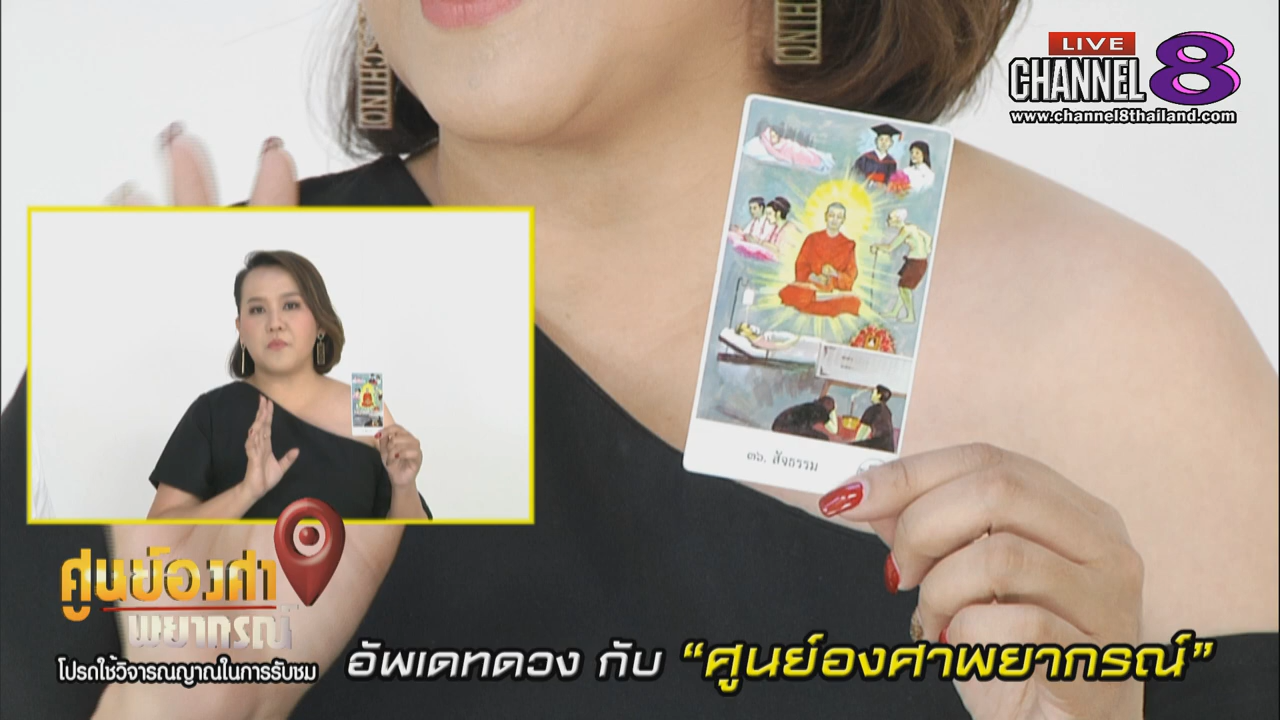 LIVE
CHANNEL 8
www.channel8thailand.com
MOSCHINO
๓๖. สัจธรรม
ศูนย์องศา
พยากรณ์
โปรดใช้วิจารณญาณในการรับชม
อัพเดทดวง กับ “ศูนย์องศาพยากรณ์”